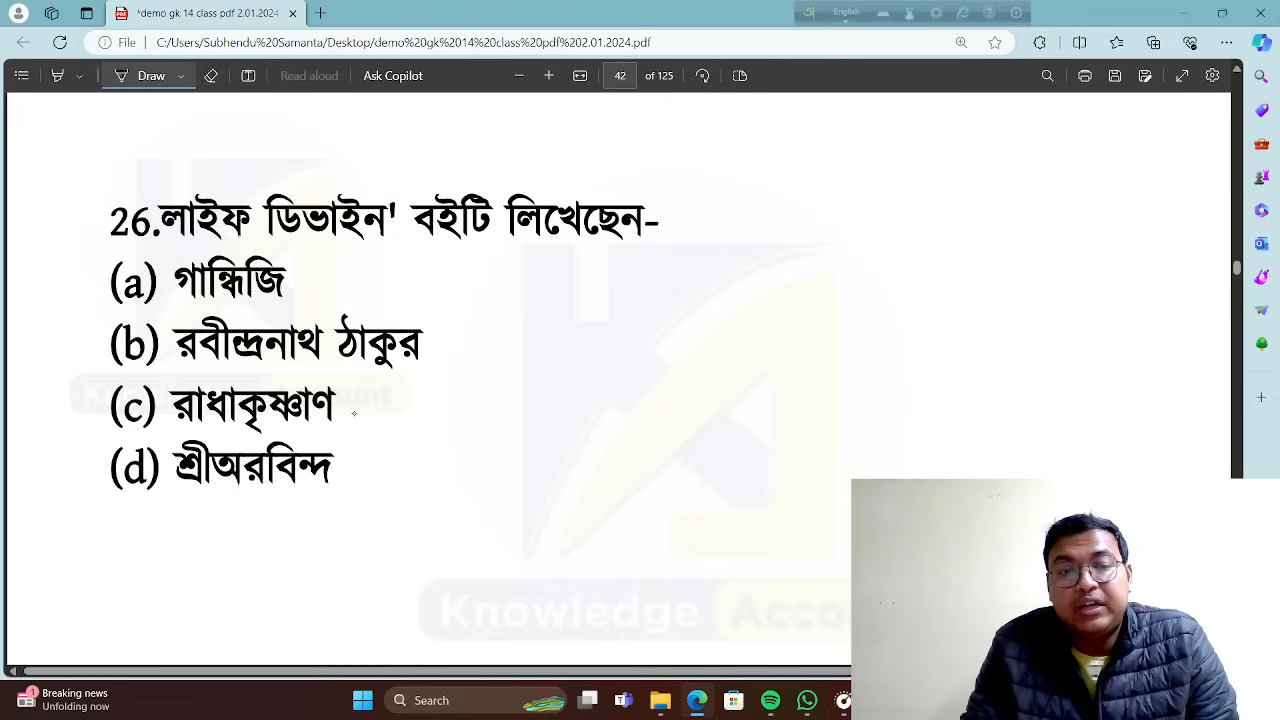 *demo gk 14 class pdf 2.01.2024
English
File C:/Users/Subhendu%20Samanta/Desktop/demo%20gk%2014%20class%20pdf%202.01.2024.pdf
Draw Read aloud Ask Copilot 42 of 125
26.লাইফ ডিভাইন' বইটি লিখেছেন-
(a) গান্ধিজি
(b) রবীন্দ্রনাথ ঠাকুর
(c) রাধাকৃষ্ণাণ
(d) শ্রীঅরবিন্দ
Knowledge
1 Breaking news
Unfolding now
Search